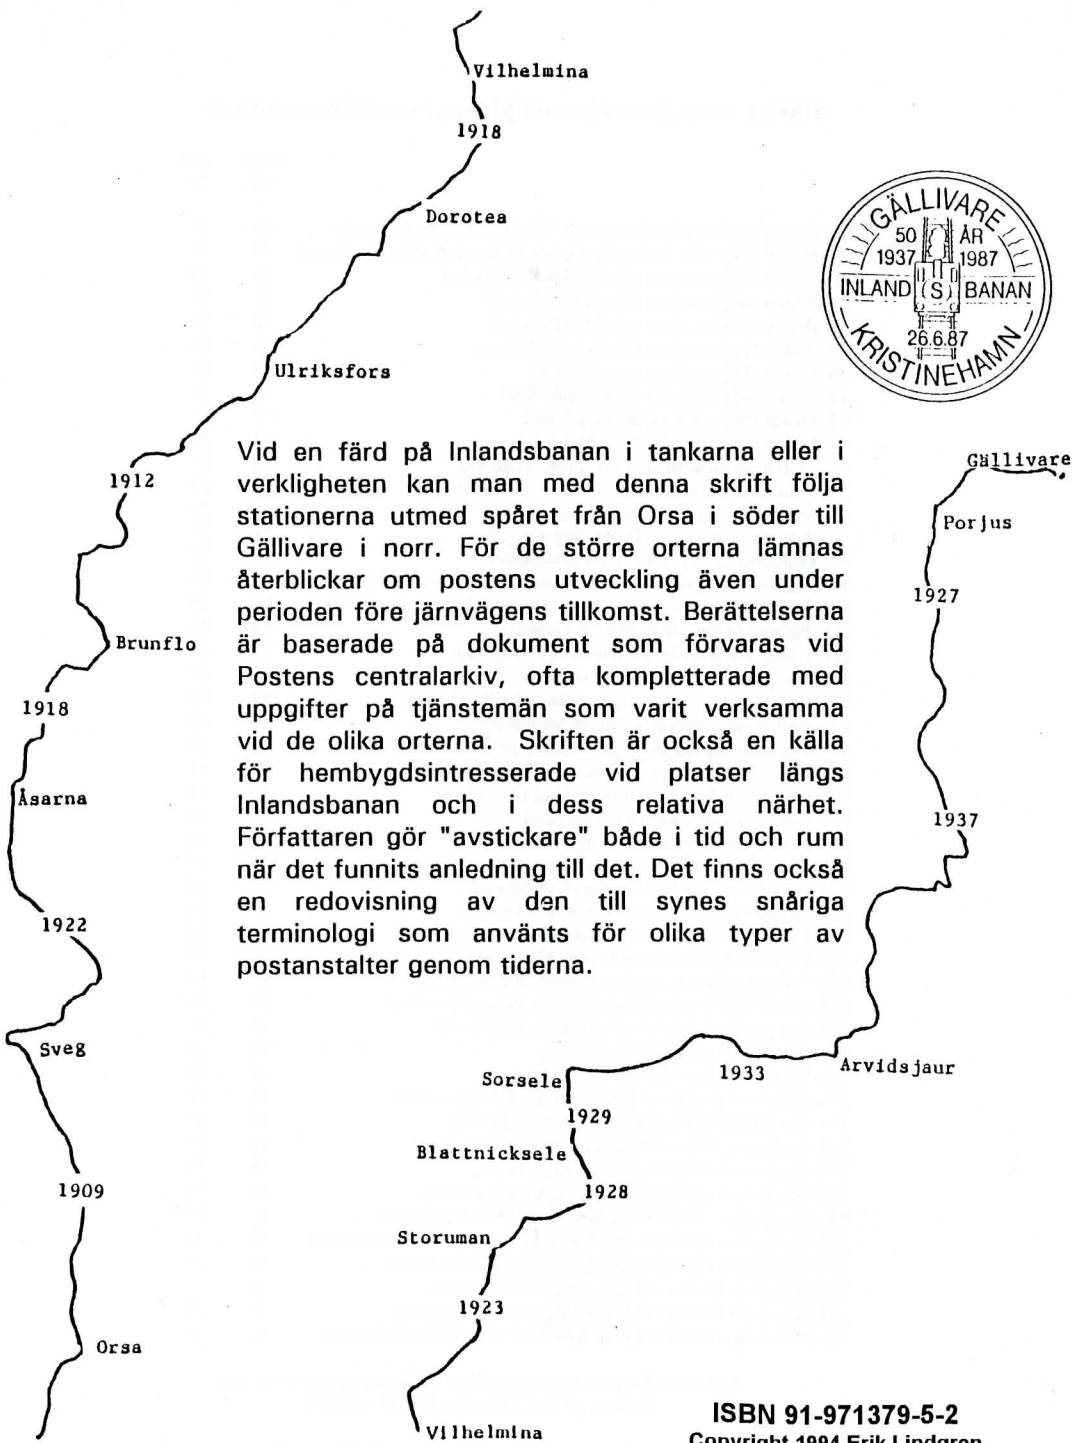 Vilhelmina
1918
Dorotea
Ulriksfors
1912
Brunflo
1918
Åsarna
1922
Sveg
1909
Orsa
GÄLLIVARE
50 ÅR
1937 1987
INLAND (S) BANAN
26.6.87
KRISTINEHAMN
Vid en färd på Inlandsbanan i tankarna eller i
verkligheten kan man med denna skrift följa
stationerna utmed spåret från Orsa i söder till
Gällivare i norr. För de större orterna lämnas
återblickar om postens utveckling även under
perioden före järnvägens tillkomst. Berättelserna
är baserade på dokument som förvaras vid
Postens centralarkiv, ofta kompletterade med
uppgifter på tjänstemän som varit verksamma
vid de olika orterna. Skriften är också en källa
för hembygdsintresserade vid platser längs
Inlandsbanan och i dess relativa närhet.
Författaren gör "avstickare" både i tid och rum
när det funnits anledning till det. Det finns också
en redovisning av den till synes snåriga
terminologi som använts för olika typer av
postanstalter genom tiderna.
Gällivare
Porjus
1927
1937
Arvidsjaur
1933
Sorsele
1929
Blattnicksele
1928
Storuman
1923
Vilhelmina
ISBN 91-971379-5-2
Copyright 1994 Erik Lindgren